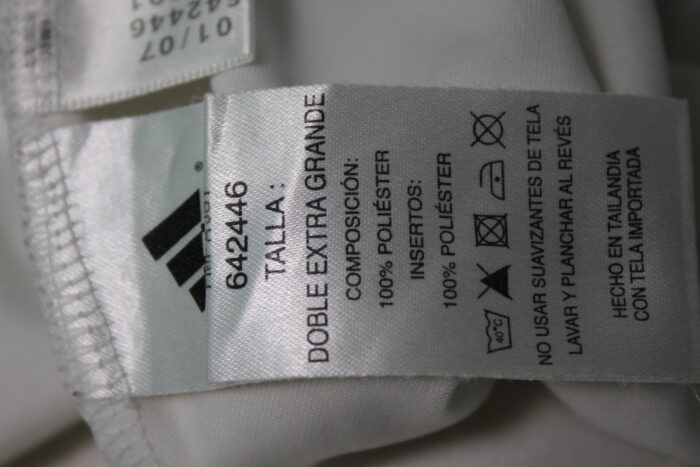 01/07
642446
®
642446
TALLA :
DOBLE EXTRA GRANDE
COMPOSICIÓN:
100% POLIÉSTER
INSERTOS:
100% POLIÉSTER
40°C
NO USAR SUAVIZANTES DE TELA
LAVAR Y PLANCHAR AL REVÉS
HECHO EN TAILANDIA
CON TELA IMPORTADA